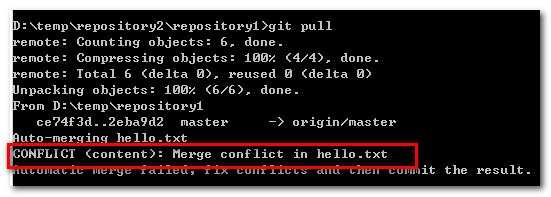 D:\temp\repository2\repository1>git pull
remote: Counting objects: 6, done.
remote: Compressing objects: 100% (4/4), done.
remote: Total 6 (delta 0), reused 0 (delta 0)
Unpacking objects: 100% (6/6), done.
From D:\temp\repository1
   ce74f3d..2eba9d2  master     -> origin/master
Auto-merging hello.txt
CONFLICT (content): Merge conflict in hello.txt
Automatic merge failed; fix conflicts and then commit the result.